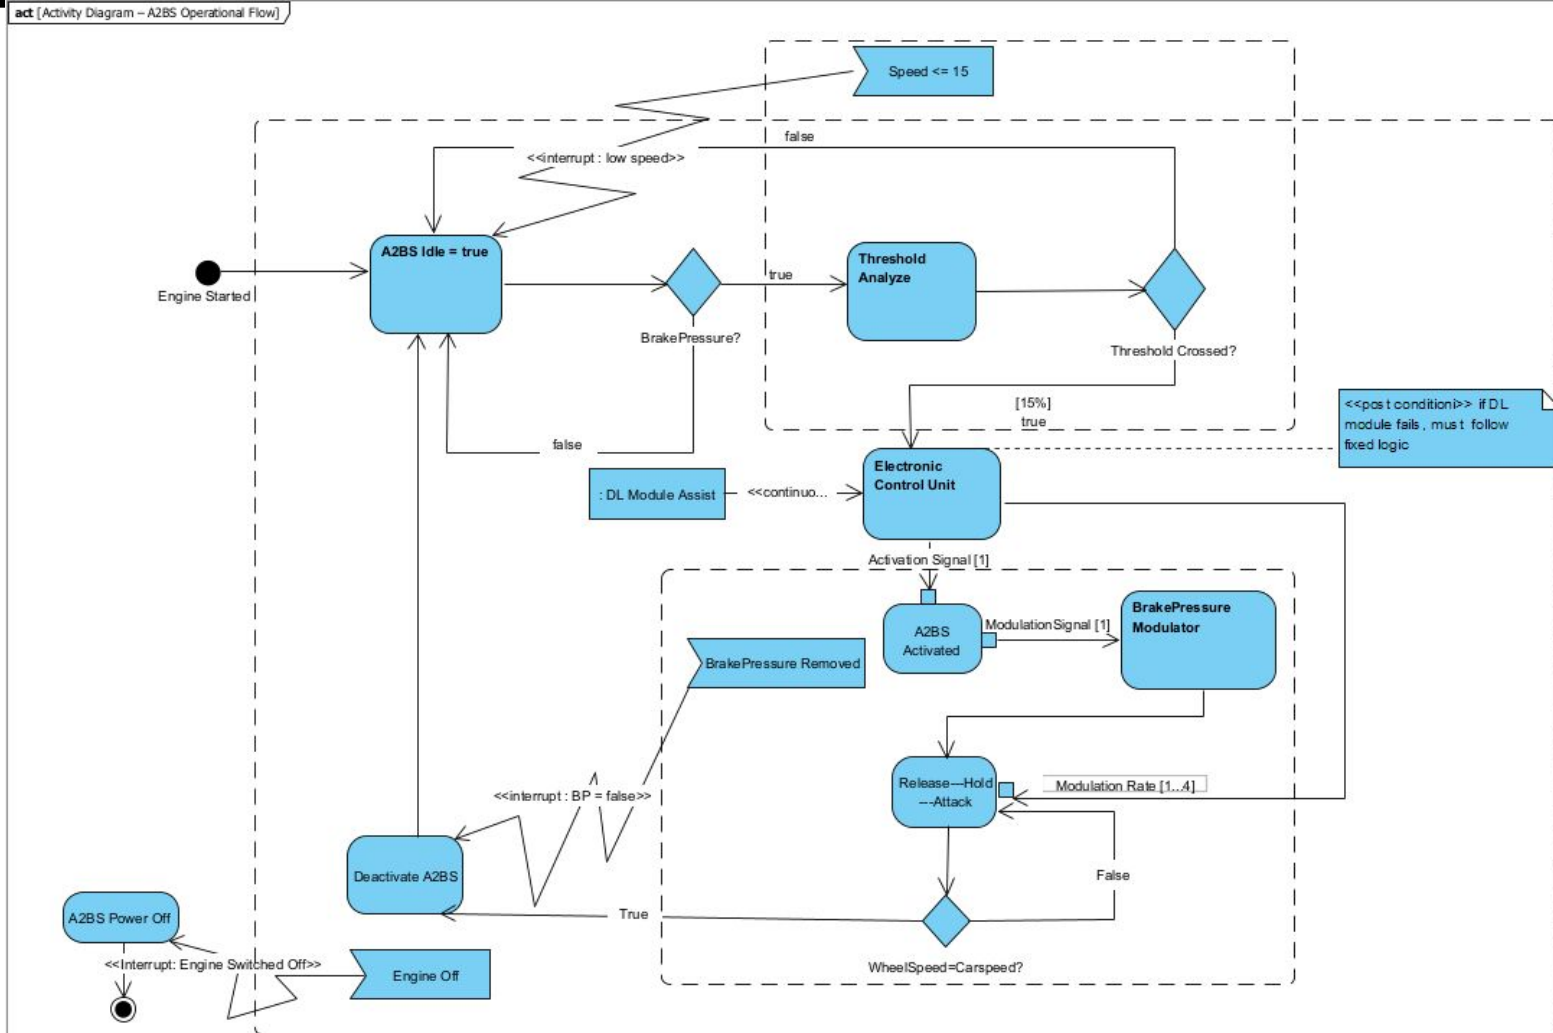 act [Activity Diagram – A2BS Operational Flow]
Speed <= 15
false
<<interrupt : low speed>>
A2BS Idle = true
Threshold
Analyze
true
Engine Started
BrakePressure?
Threshold Crossed?
[15%]
true
<<post conditioni>> if DL
module fails, must follow
fixed logic
false
Electronic
Control Unit
: DL Module Assist
<<continuo...
Activation Signal [1]
BrakePressure
Modulator
ModulationSignal [1]
A2BS
Activated
BrakePressure Removed
Release---Hold
---Attack
Modulation Rate [1...4]
<<interrupt : BP = false>>
Deactivate A2BS
False
A2BS Power Off
True
<<Interrupt: Engine Switched Off>>
Engine Off
WheelSpeed=Carspeed?